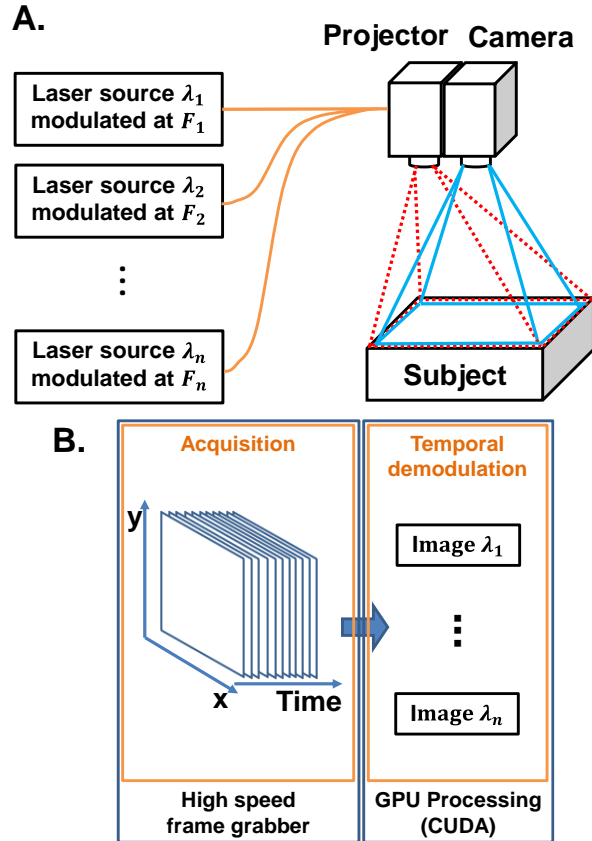 A.
Projector Camera
Laser source λ₁
modulated at F₁
Laser source λ₂
modulated at F₂
⋮
Laser source λₙ
modulated at Fₙ
Subject
B.
Acquisition
Temporal
demodulation
y
x
Time
Image λ₁
⋮
Image λₙ
High speed
frame grabber
GPU Processing
(CUDA)